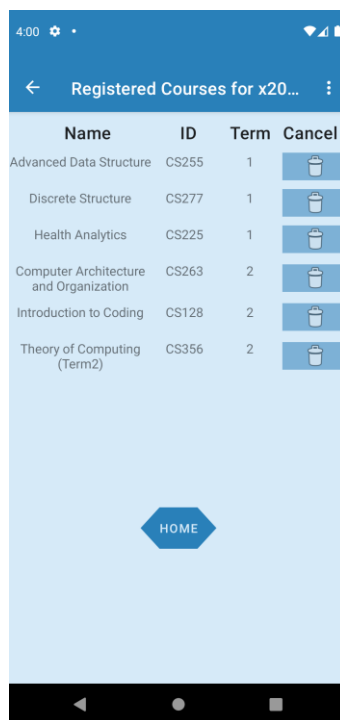 4:00
Registered Courses for x20...
Name ID Term Cancel
Advanced Data Structure CS255 1
Discrete Structure CS277 1
Health Analytics CS225 1
Computer Architecture
and Organization CS263 2
Introduction to Coding CS128 2
Theory of Computing
(Term2) CS356 2
HOME